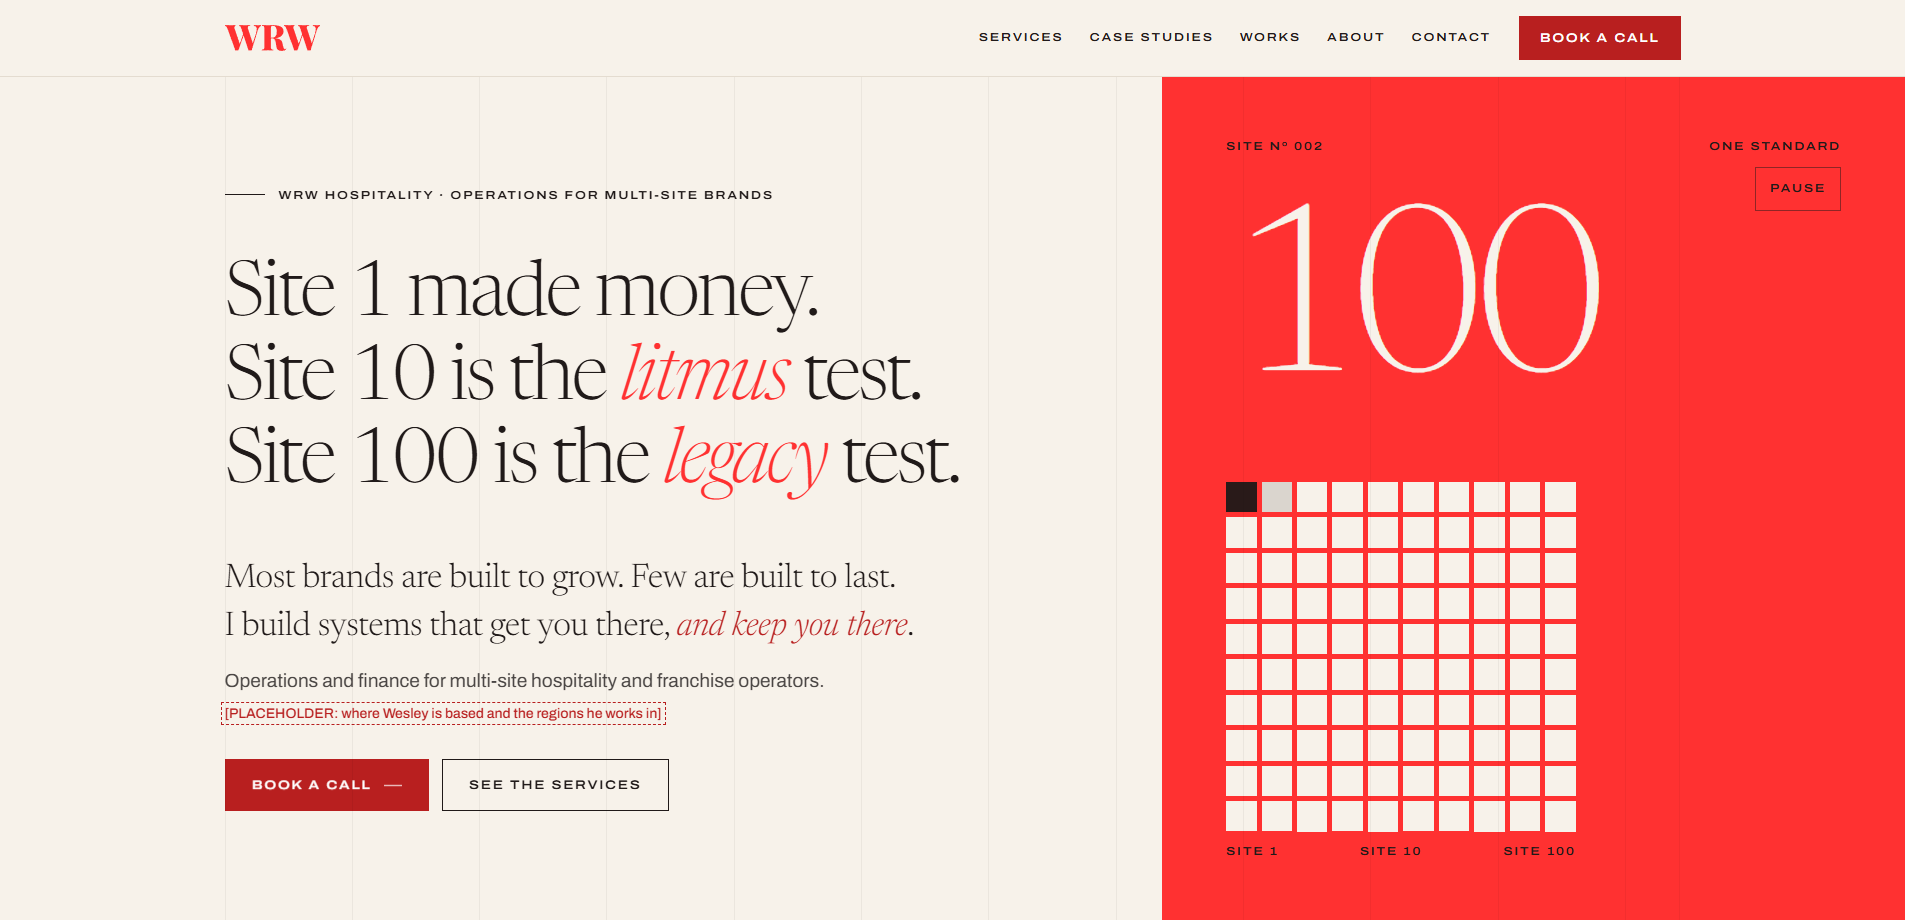 WRW
SERVICES CASE STUDIES WORKS ABOUT CONTACT BOOK A CALL
WRW HOSPITALITY · OPERATIONS FOR MULTI-SITE BRANDS
Site 1 made money.
Site 10 is the litmus test.
Site 100 is the legacy test.
Most brands are built to grow. Few are built to last.
I build systems that get you there, and keep you there.
Operations and finance for multi-site hospitality and franchise operators.
[PLACEHOLDER: where Wesley is based and the regions he works in]
BOOK A CALL —
SEE THE SERVICES
SITE Nº 002
ONE STANDARD
PAUSE
100
SITE 1 SITE 10 SITE 100